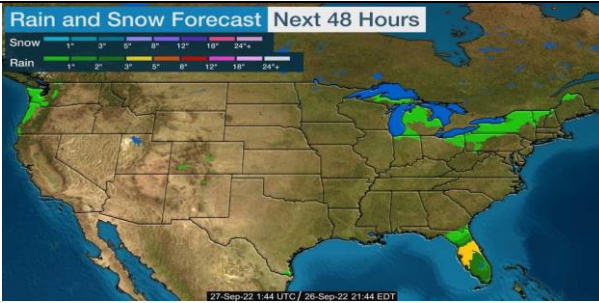 Rain and Snow Forecast Next 48 Hours
Snow 1" 3" 5" 8" 12" 18" 24"+
Rain 1" 2" 3" 5" 8" 12" 18" 24"+
27-Sep-22 1:44 UTC / 26-Sep-22 21:44 EDT